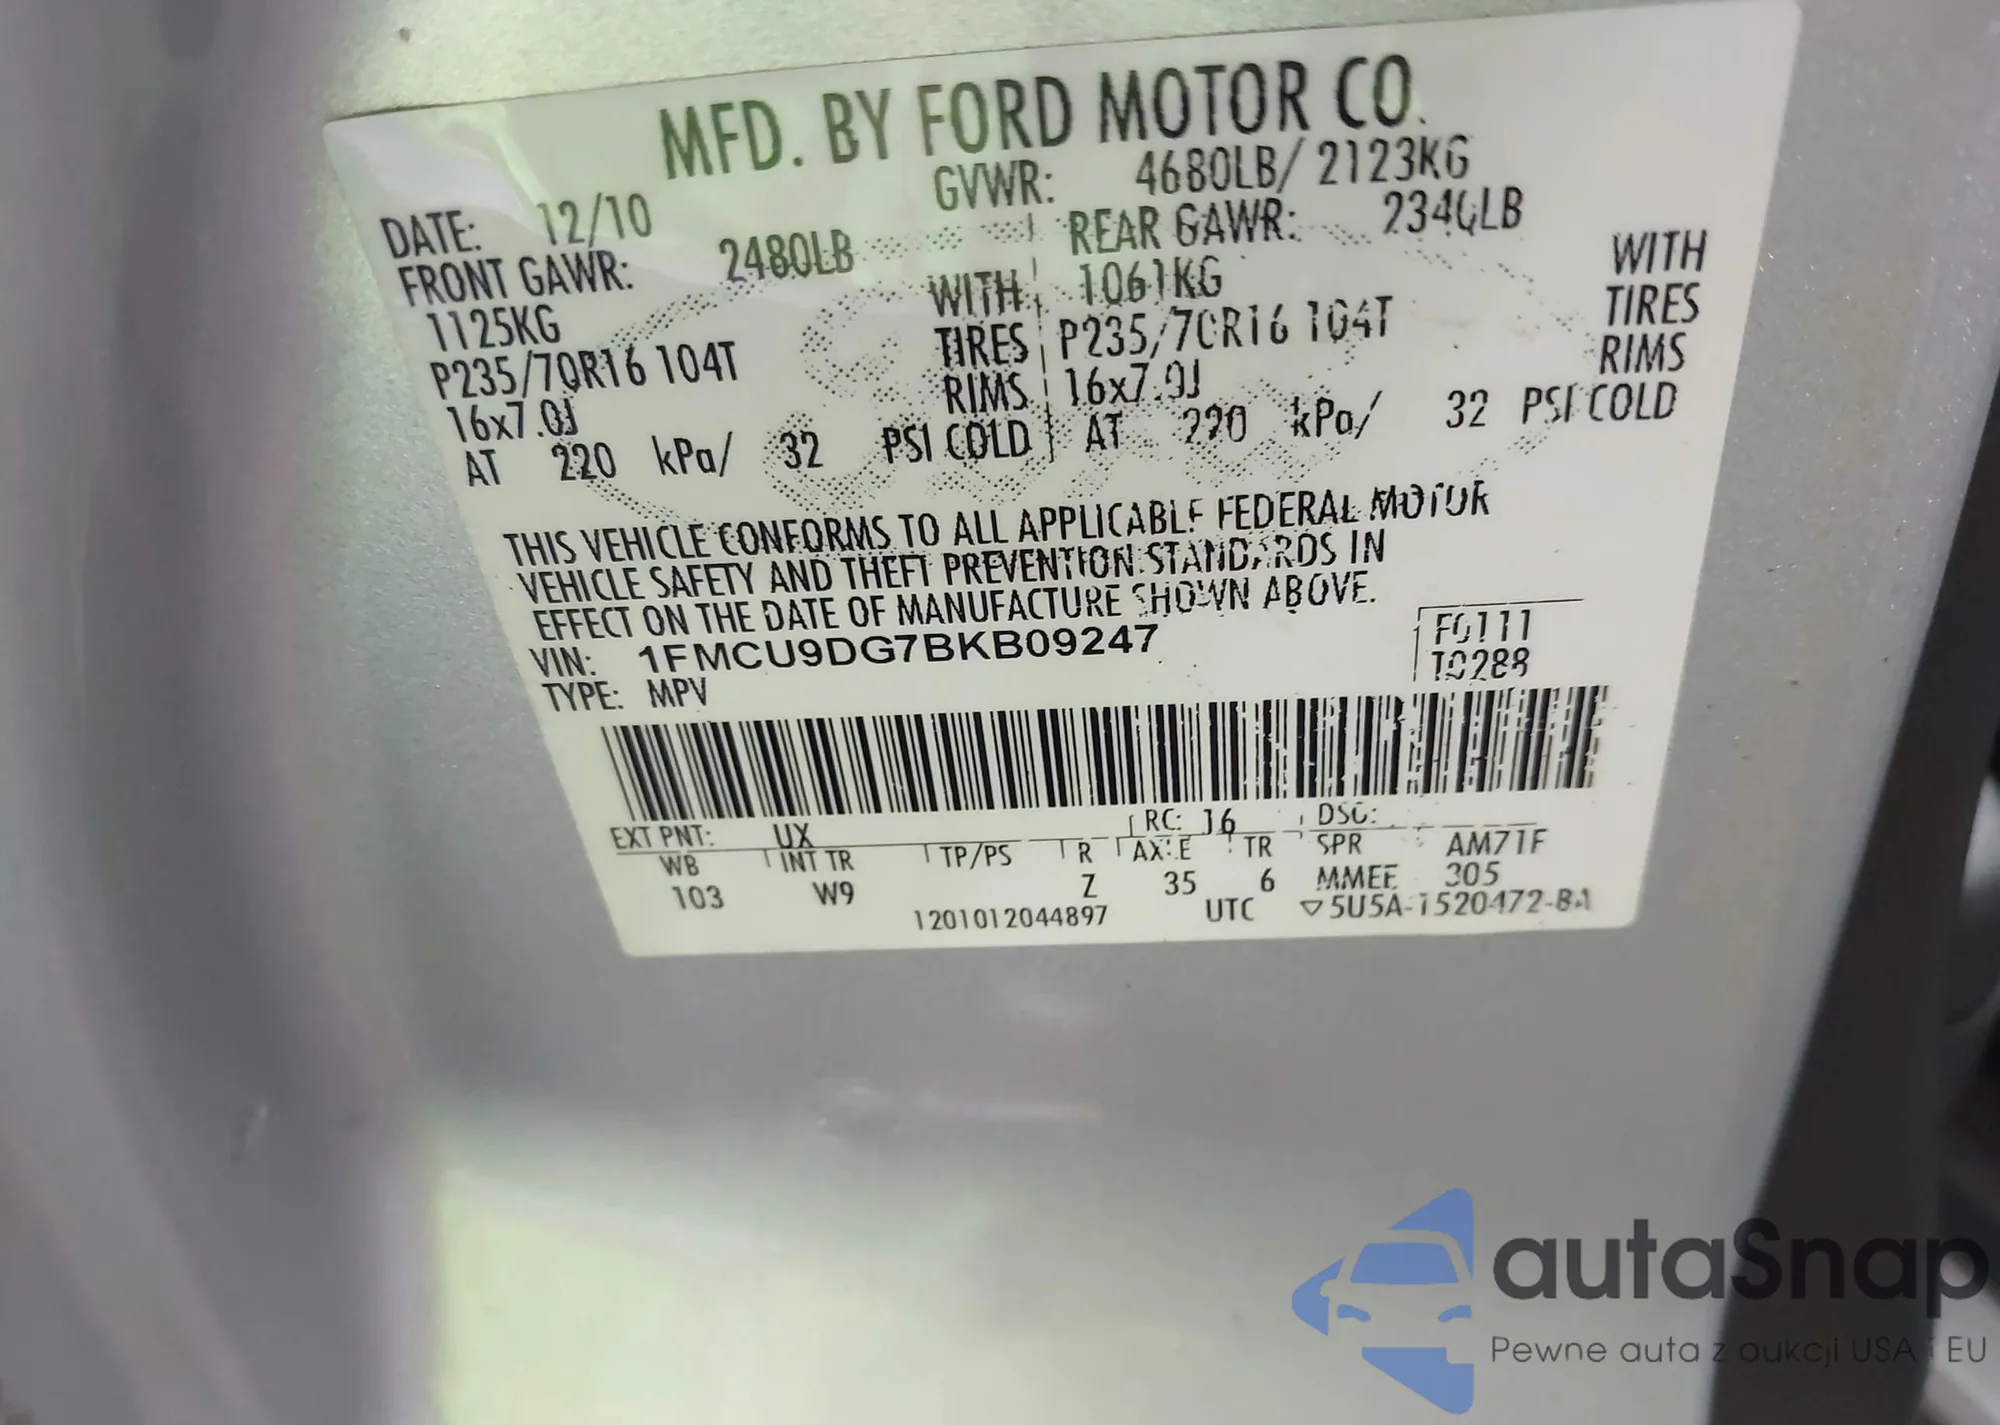 MFD. BY FORD MOTOR CO.
DATE: 12/10 GVWR: 4680LB/ 2123KG
FRONT GAWR: 2480LB REAR GAWR: 2340LB
1125KG WITH 1061KG WITH
P235/70R16 104T TIRES P235/70R16 104T TIRES
16x7.0J RIMS 16x7.0J RIMS
AT 220 kPa/ 32 PSI COLD AT 220 kPa/ 32 PSI COLD
THIS VEHICLE CONFORMS TO ALL APPLICABLE FEDERAL MOTOR
VEHICLE SAFETY AND THEFT PREVENTION STANDARDS IN
EFFECT ON THE DATE OF MANUFACTURE SHOWN ABOVE.
VIN: 1FMCU9DG7BKB09247 F0111
TYPE: MPV T0288
EXT PNT: UX RC: 16 DSO:
WB INT TR TP/PS R AXLE TR SPR AM71F
103 W9 Z 35 6 MMEE 305
1201012044897 UTC ▽5U5A-1520472-BA
autaSnap
Pewne auta z aukcji USA i EU